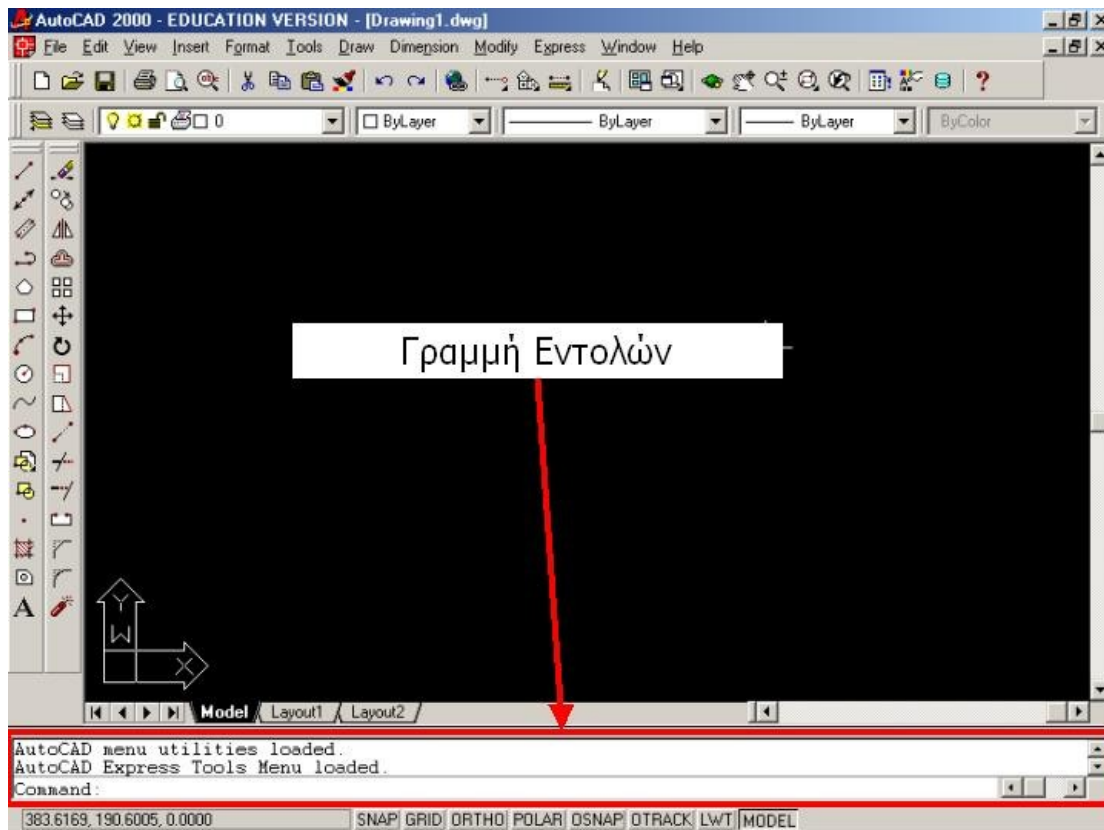 AutoCAD 2000 - EDUCATION VERSION - [Drawing1.dwg]
File Edit View Insert Format Tools Draw Dimension Modify Express Window Help
0 ByLayer ByLayer ByLayer ByColor
Γραμμή Εντολών
A
Y
W
X
Model Layout1 Layout2
AutoCAD menu utilities loaded.
AutoCAD Express Tools Menu loaded.
Command:
383.6169, 190.6005, 0.0000 SNAP GRID ORTHO POLAR OSNAP OTRACK LWT MODEL